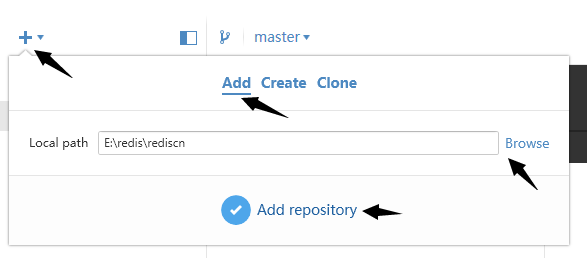 master
Add Create Clone
Local path E:\redis\rediscn Browse
Add repository